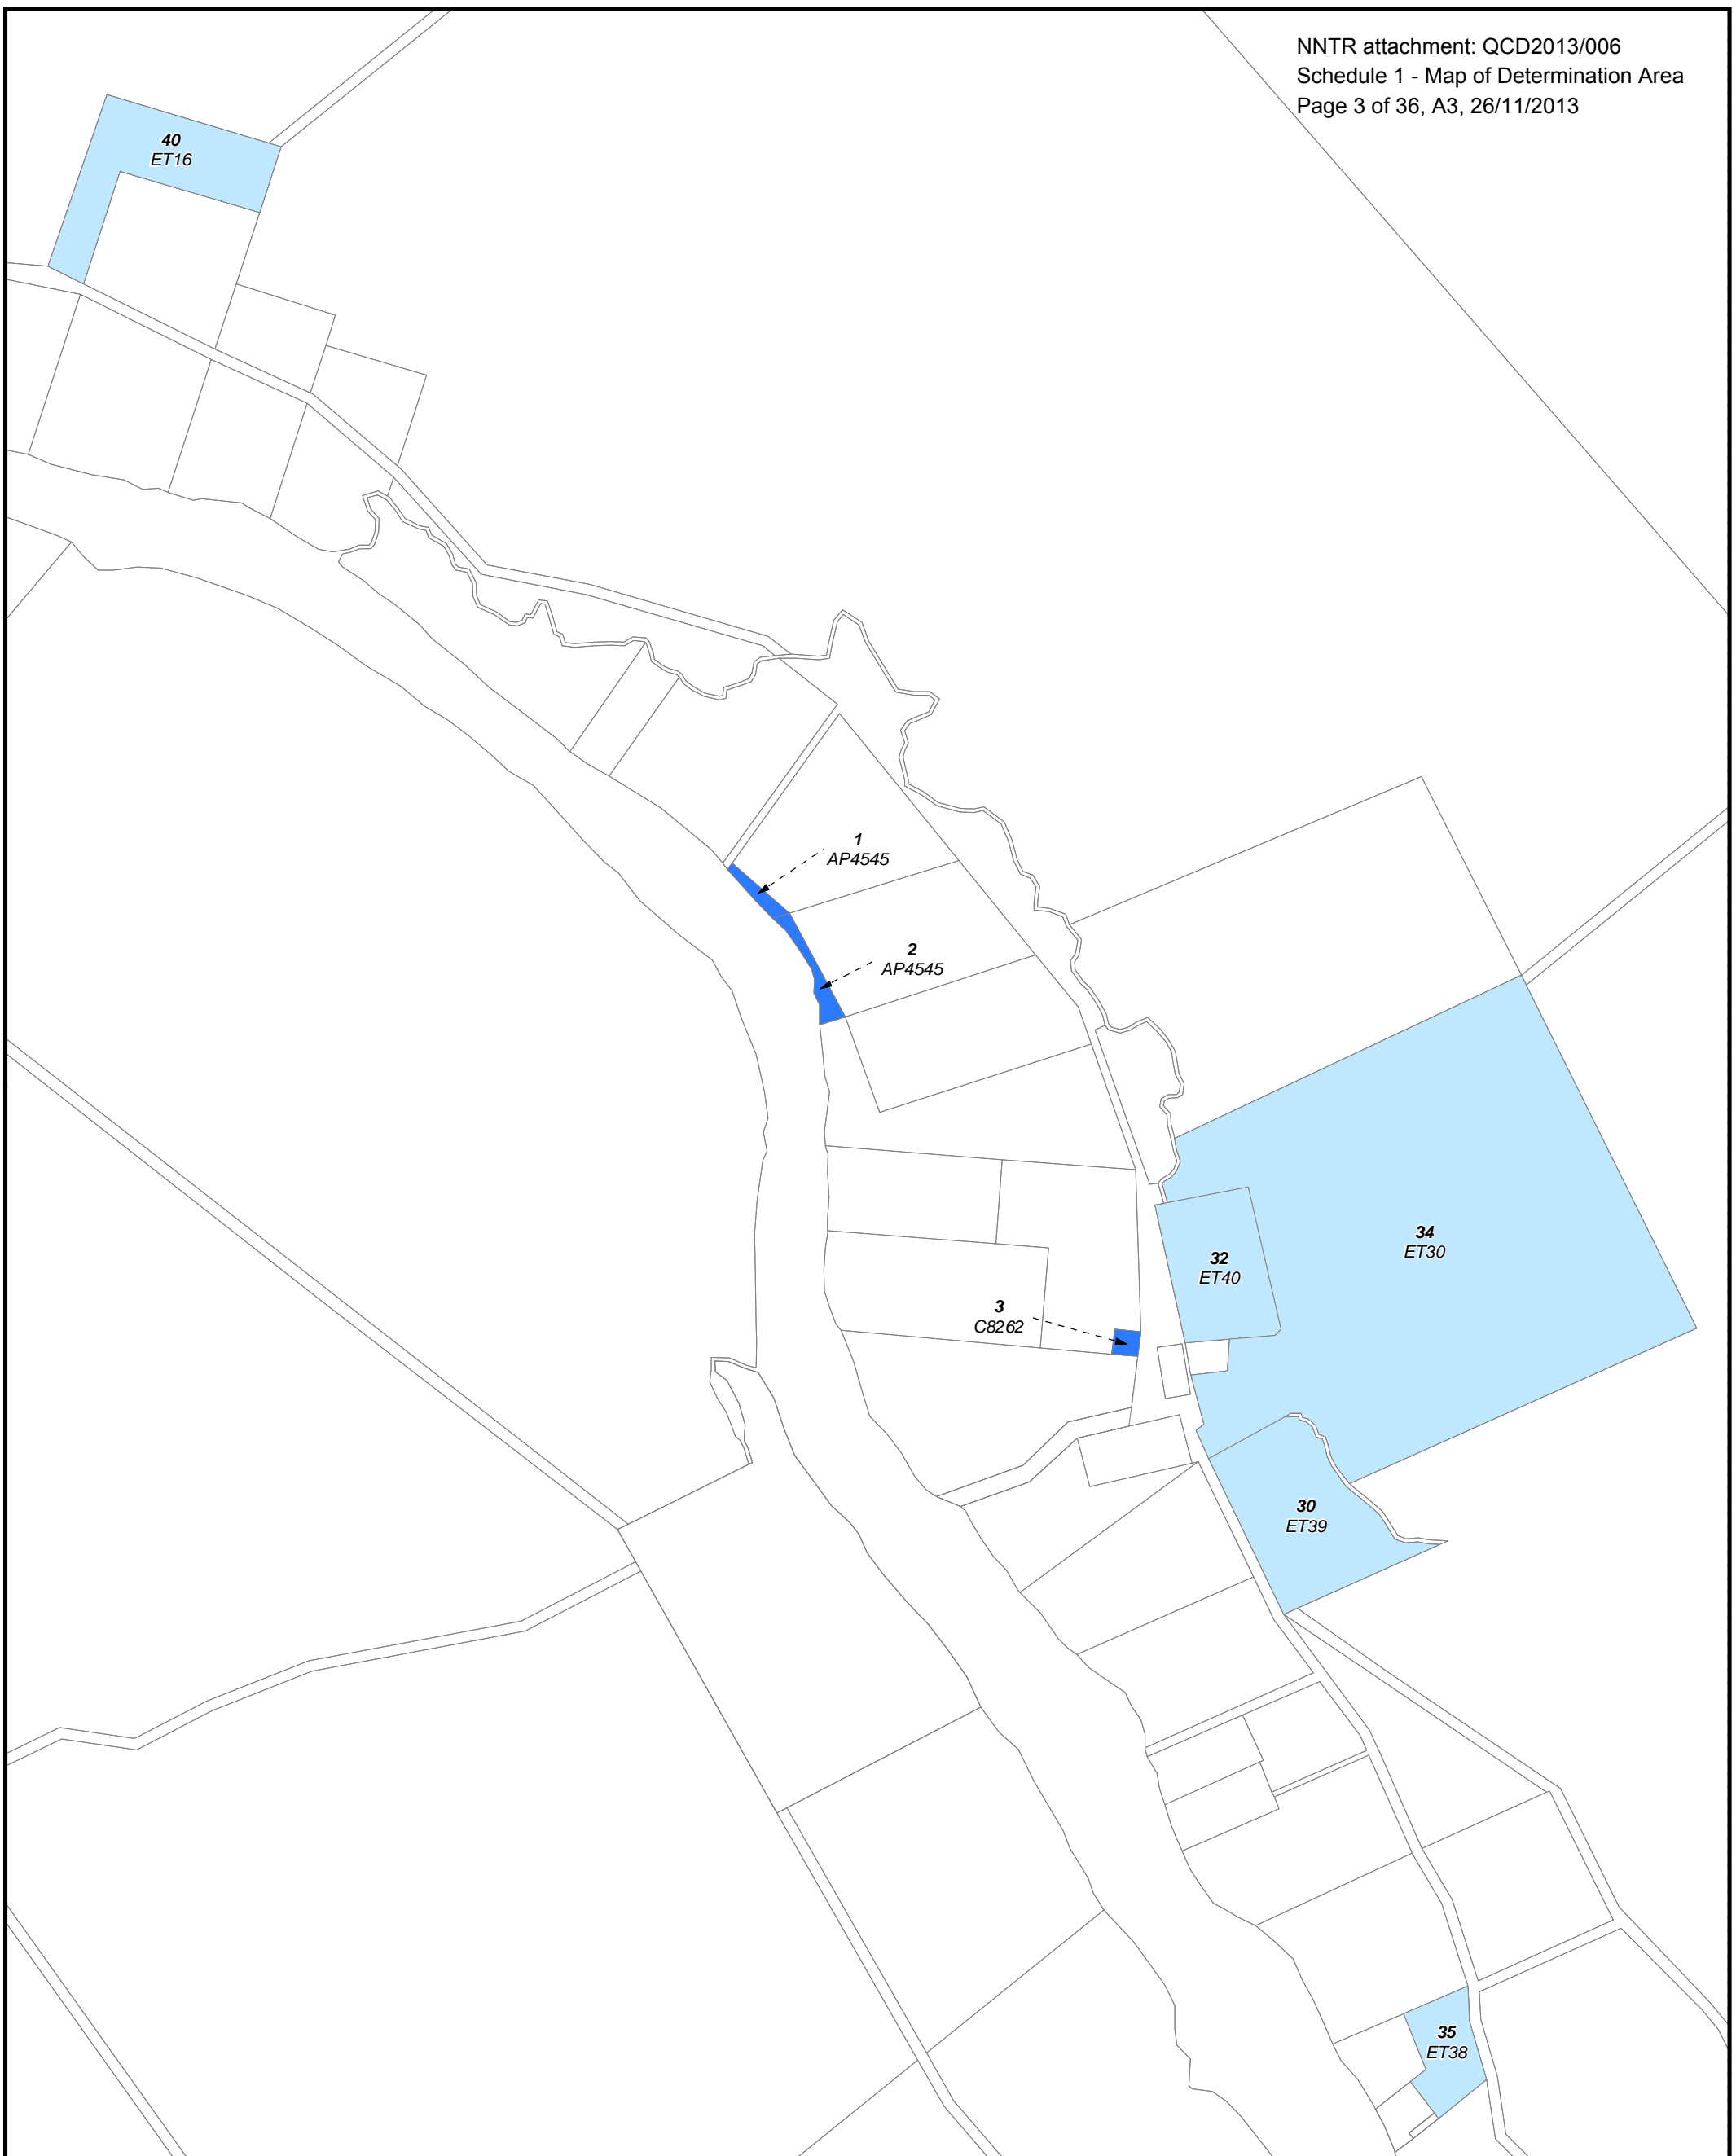 NNTR attachment: QCD2013/006
Schedule 1 - Map of Determination Area
Page 3 of 36, A3, 26/11/2013
40
ET16
1
AP4545
2
AP4545
34
ET30
32
ET40
3
C8262
30
ET39
35
ET38